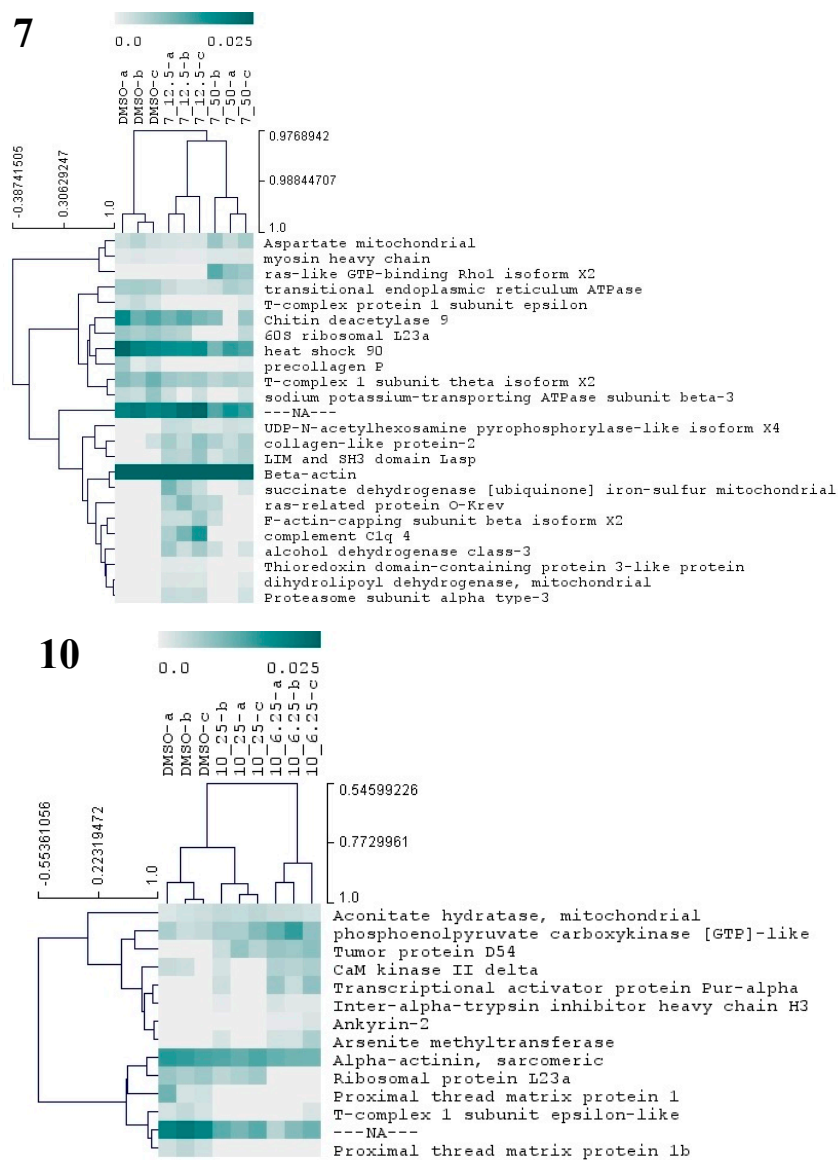 7
0.0 0.025
DMSO-a
DMSO-b
DMSO-c
7_12.5-a
7_12.5-b
7_12.5-c
7_50-b
7_50-a
7_50-c
-0.38741505
0.30629247
1.0
0.9768942
0.98844707
1.0
Aspartate mitochondrial
myosin heavy chain
ras-like GTP-binding Rho1 isoform X2
transitional endoplasmic reticulum ATPase
T-complex protein 1 subunit epsilon
Chitin deacetylase 9
60S ribosomal L23a
heat shock 90
precollagen P
T-complex 1 subunit theta isoform X2
sodium potassium-transporting ATPase subunit beta-3
---NA---
UDP-N-acetylhexosamine pyrophosphorylase-like isoform X4
collagen-like protein-2
LIM and SH3 domain Lasp
Beta-actin
succinate dehydrogenase [ubiquinone] iron-sulfur mitochondrial
ras-related protein O-Krev
F-actin-capping subunit beta isoform X2
complement C1q 4
alcohol dehydrogenase class-3
Thioredoxin domain-containing protein 3-like protein
dihydrolipoyl dehydrogenase, mitochondrial
Proteasome subunit alpha type-3
10
0.0 0.025
DMSO-a
DMSO-b
DMSO-c
10_25-b
10_25-a
10_25-c
10_6.25-a
10_6.25-b
10_6.25-c
-0.55361056
0.22319472
1.0
0.54599226
0.7729961
1.0
Aconitate hydratase, mitochondrial
phosphoenolpyruvate carboxykinase [GTP]-like
Tumor protein D54
CaM kinase II delta
Transcriptional activator protein Pur-alpha
Inter-alpha-trypsin inhibitor heavy chain H3
Ankyrin-2
Arsenite methyltransferase
Alpha-actinin, sarcomeric
Ribosomal protein L23a
Proximal thread matrix protein 1
T-complex 1 subunit epsilon-like
---NA---
Proximal thread matrix protein 1b